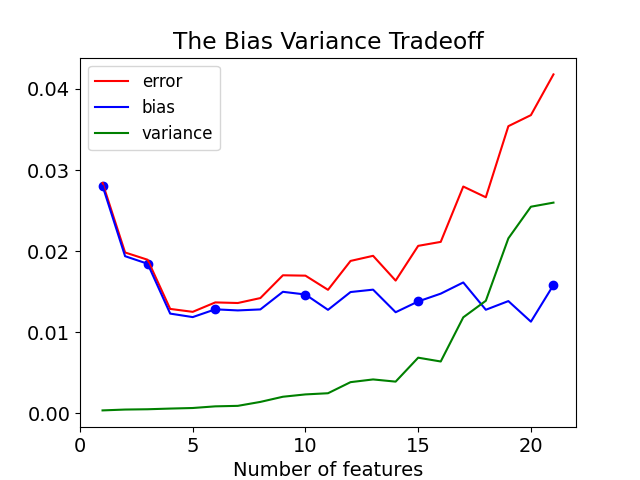 The Bias Variance Tradeoff
error
bias
variance
0.04
0.03
0.02
0.01
0.00
0 5 10 15 20
Number of features